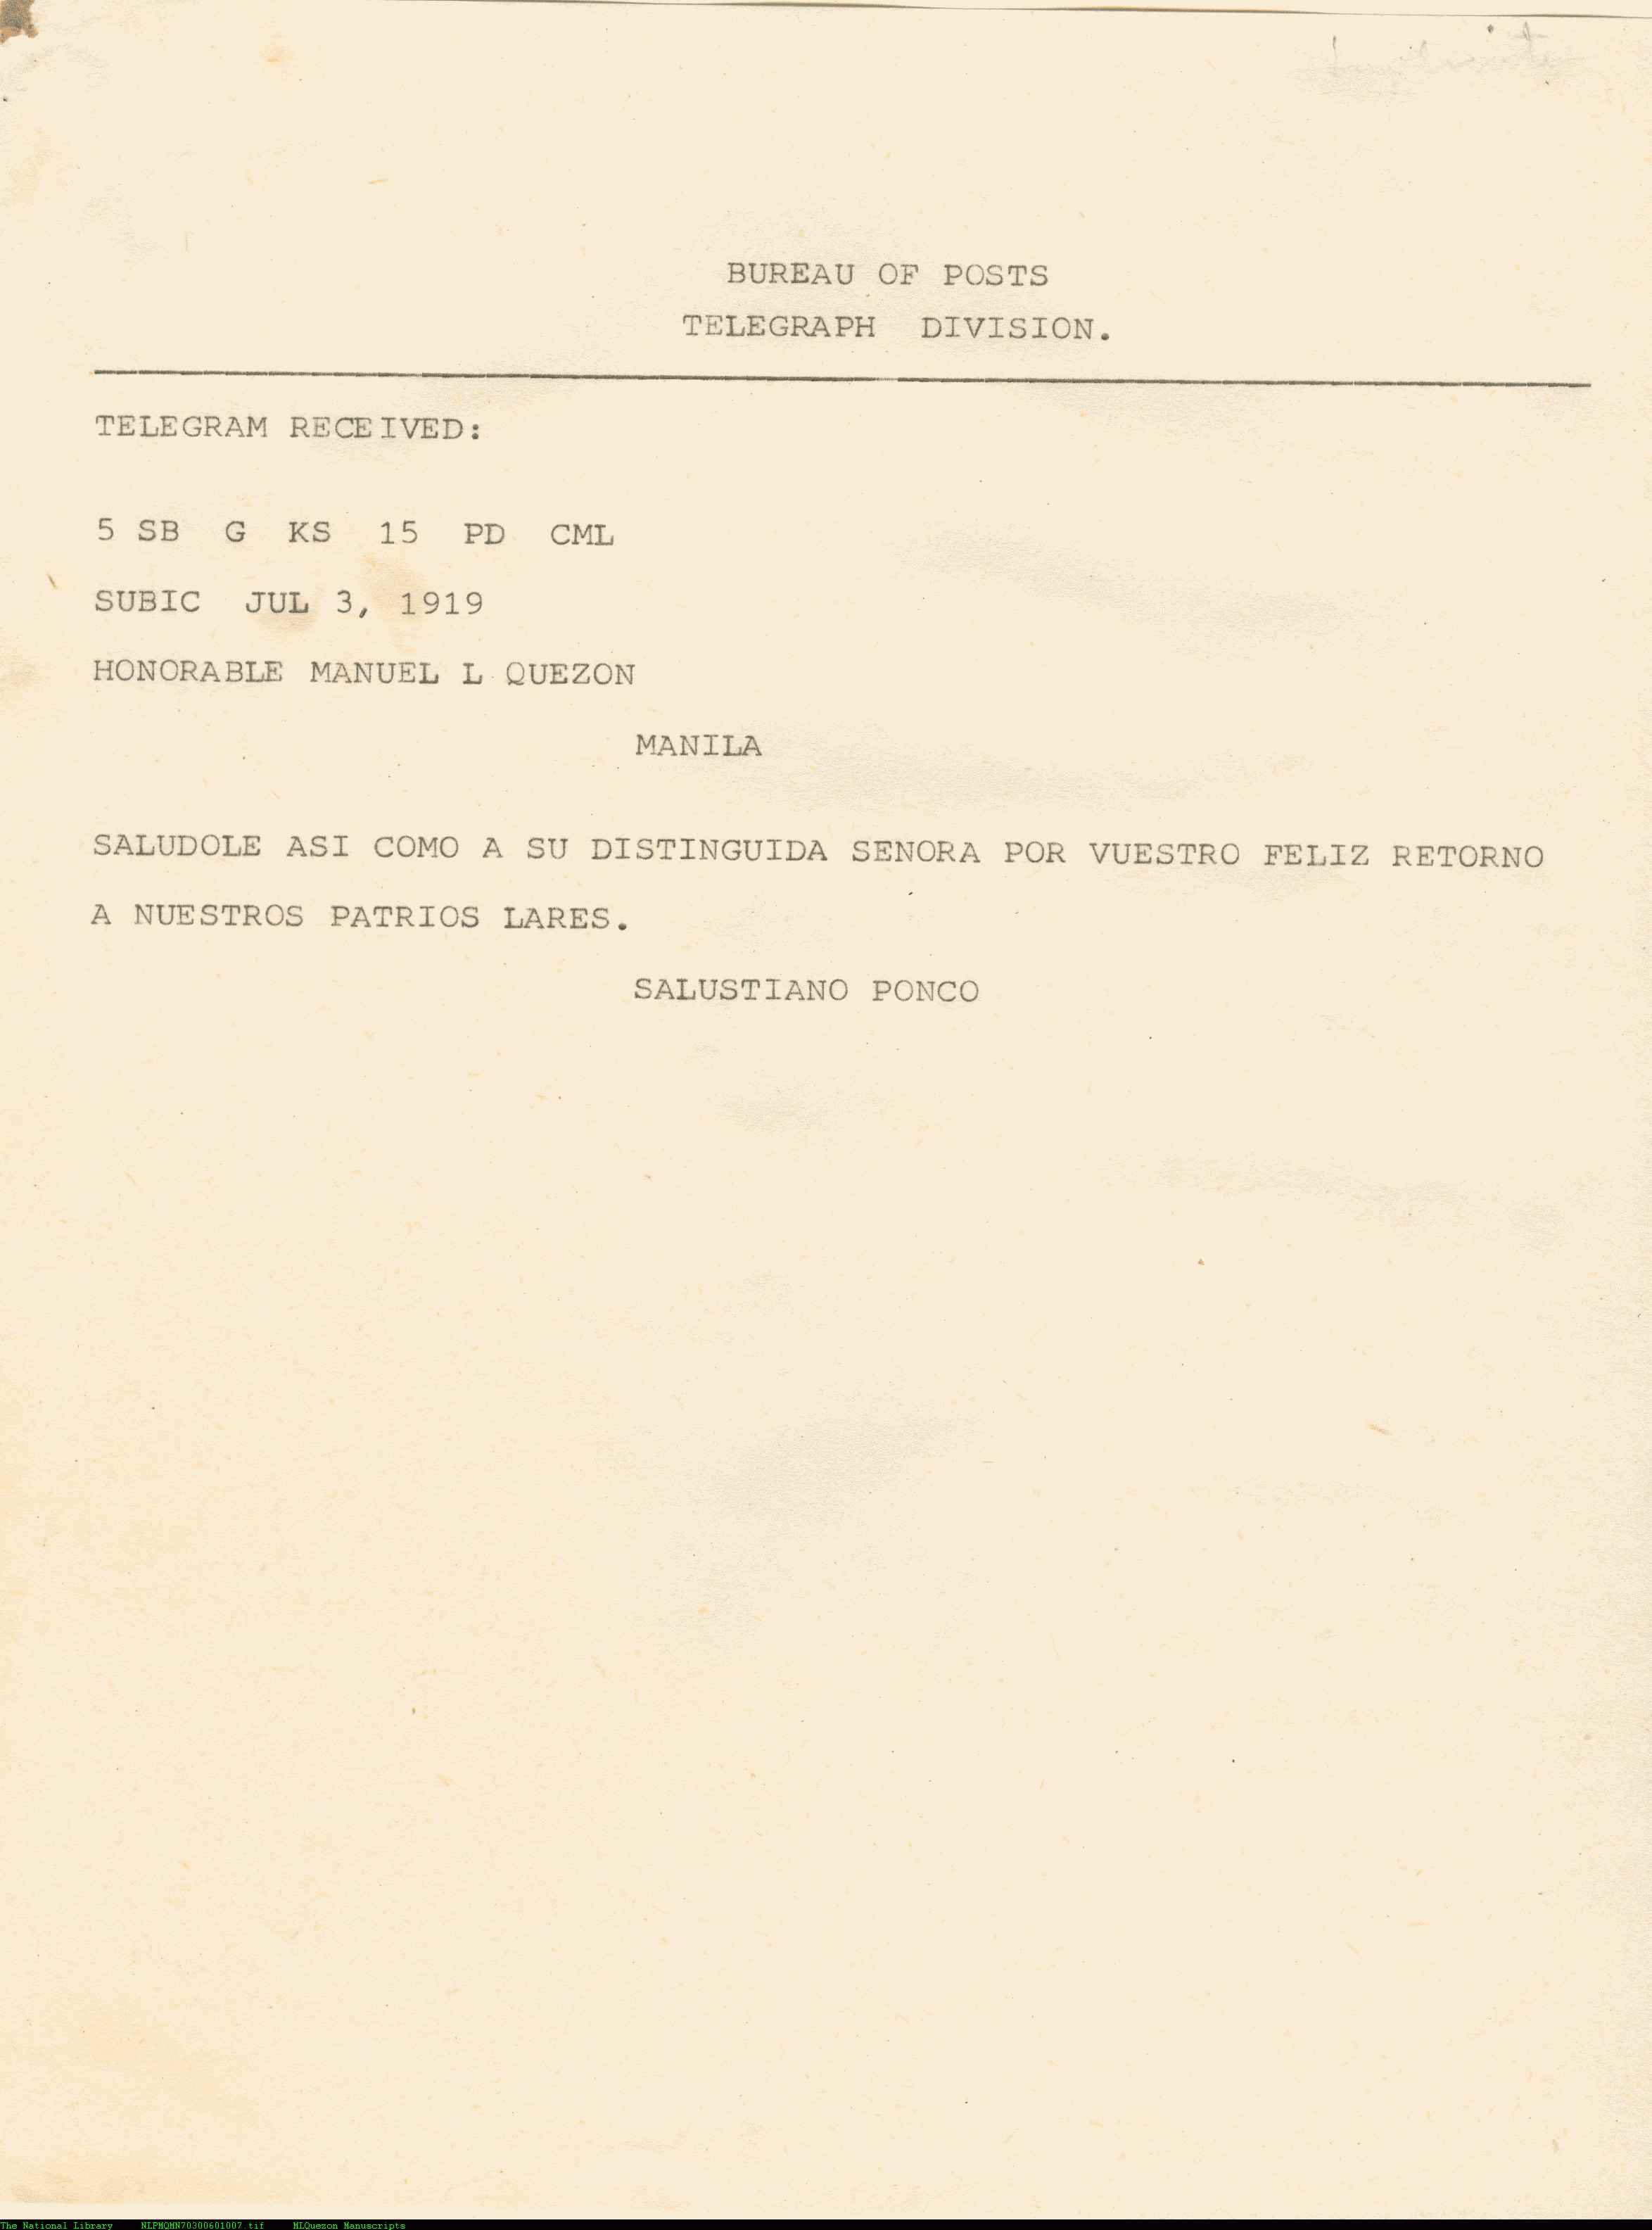 BUREAU OF POSTS
TELEGRAPH DIVISION.
TELEGRAM RECEIVED:
5 SB G KS 15 PD CML
SUBIC JUL 3, 1919
HONORABLE MANUEL L QUEZON
MANILA
SALUDOLE ASI COMO A SU DISTINGUIDA SENORA POR VUESTRO FELIZ RETORNO
A NUESTROS PATRIOS LARES.
SALUSTIANO PONCO
The National Library NLPMQMN70300601007.tif MLQuezon Manuscripts